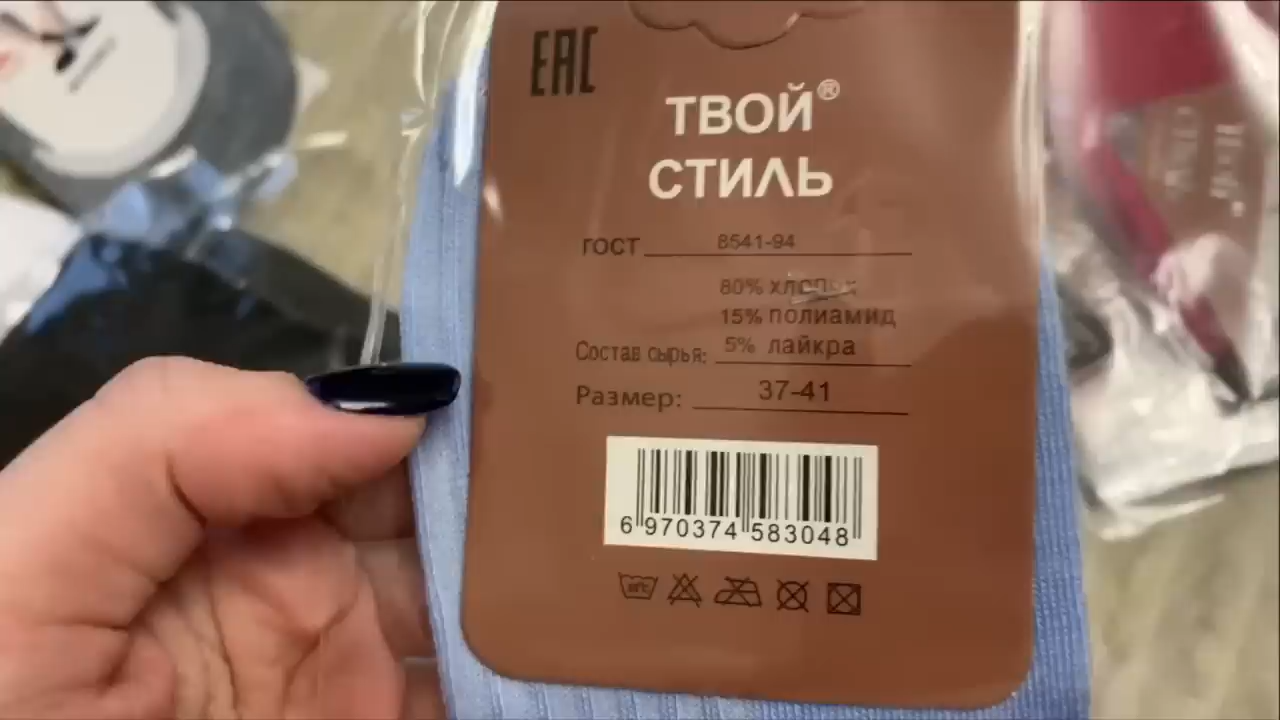 ЕАС
ТВОЙ®
СТИЛЬ
ГОСТ 8541-94
80% хлопок
15% полиамид
Состав сырья: 5% лайкра
Размер: 37-41
6 970374 583048